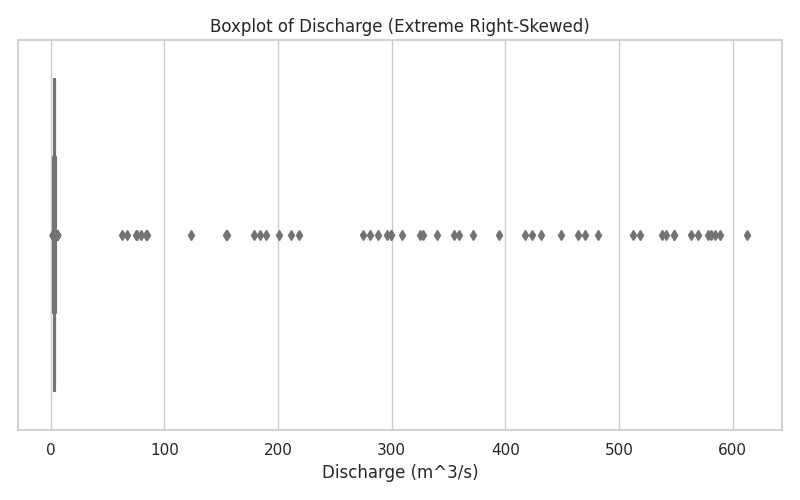 Boxplot of Discharge (Extreme Right-Skewed)
0 100 200 300 400 500 600
Discharge (m^3/s)